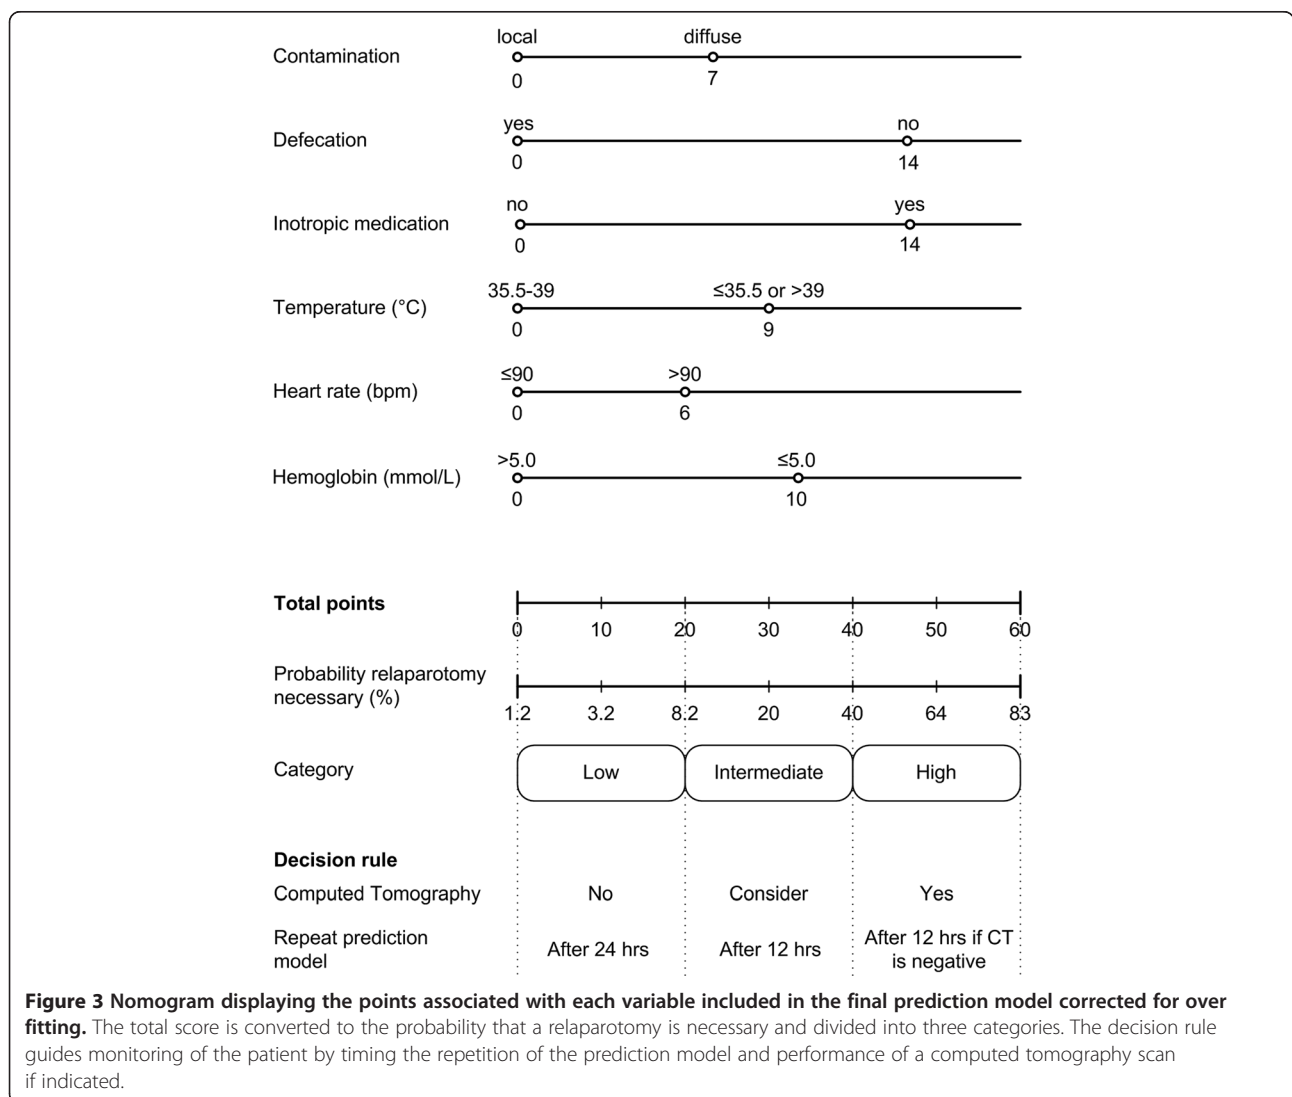 local diffuse
Contamination
0 7
yes no
Defecation
0 14
no yes
Inotropic medication
0 14
35.5-39 ≤35.5 or >39
Temperature (°C)
0 9
≤90 >90
Heart rate (bpm)
0 6
>5.0 ≤5.0
Hemoglobin (mmol/L)
0 10
Total points
0 10 20 30 40 50 60
Probability relaparotomy
necessary (%)
1.2 3.2 8.2 20 40 64 83
Category Low Intermediate High
Decision rule
Computed Tomography No Consider Yes
Repeat prediction
model
After 24 hrs After 12 hrs
After 12 hrs if CT
is negative
Figure 3 Nomogram displaying the points associated with each variable included in the final prediction model corrected for over
fitting. The total score is converted to the probability that a relaparotomy is necessary and divided into three categories. The decision rule
guides monitoring of the patient by timing the repetition of the prediction model and performance of a computed tomography scan
if indicated.